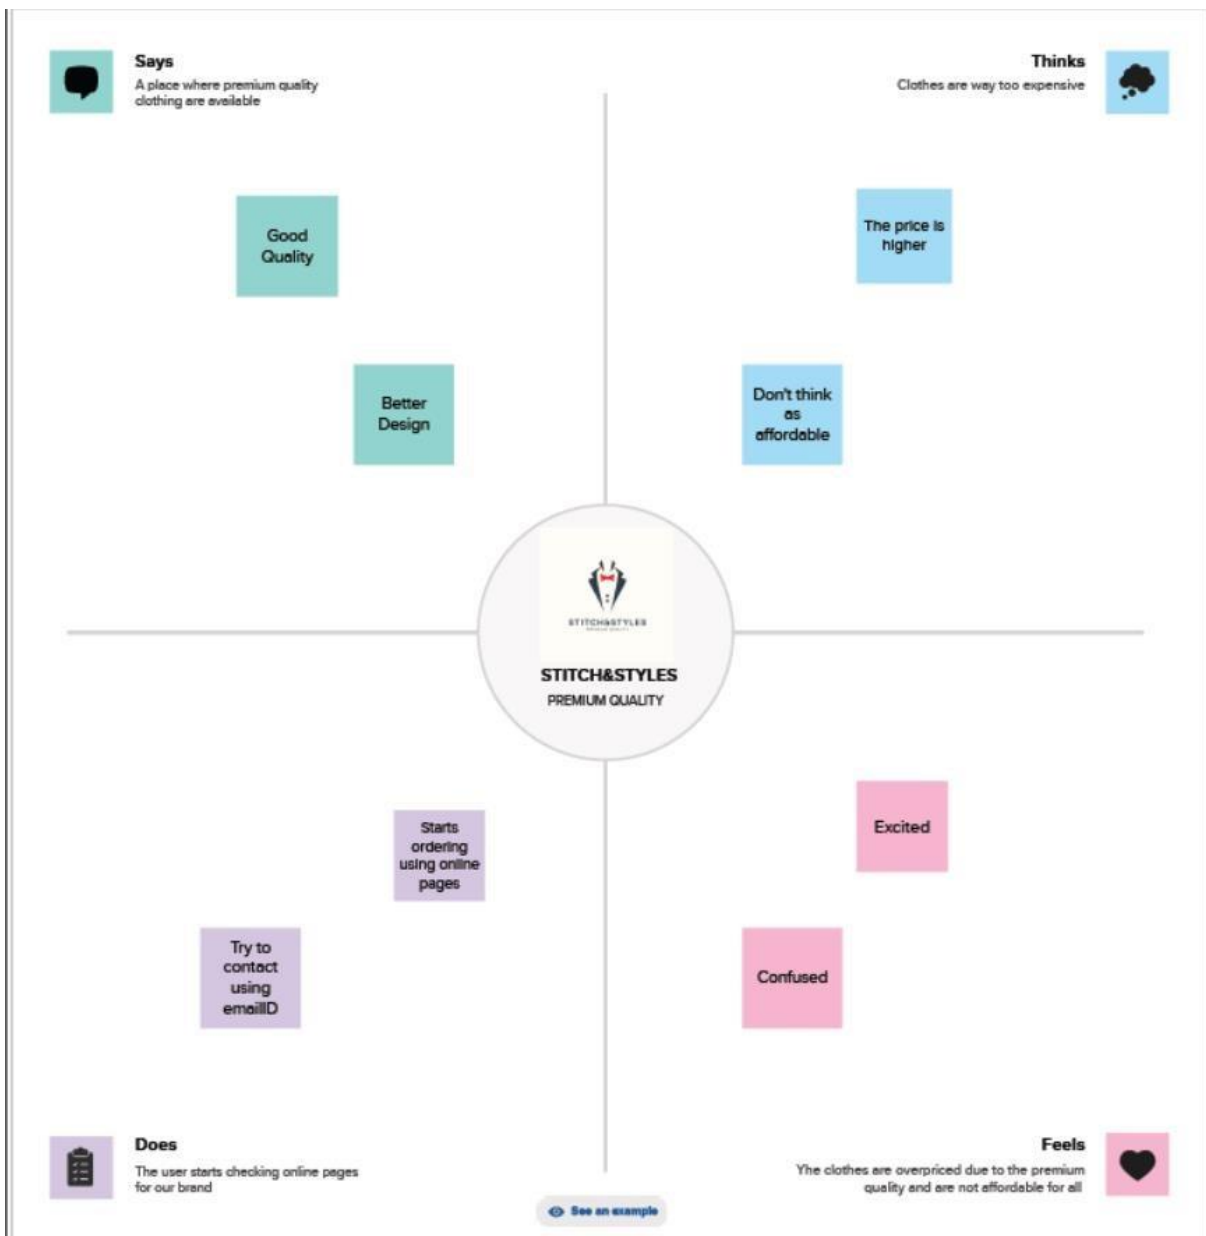 Says
A place where premium quality
clothing are available
Thinks
Clothes are way too expensive
Good
Quality
The price is
higher
Better
Design
Don't think
as
affordable
STITCH&STYLES
STITCH&STYLES
PREMIUM QUALITY
Starts
ordering
using online
pages
Excited
Try to
contact
using
emailID
Confused
Does
The user starts checking online pages
for our brand
Feels
Yhe clothes are overpriced due to the premium
quality and are not affordable for all
See an example